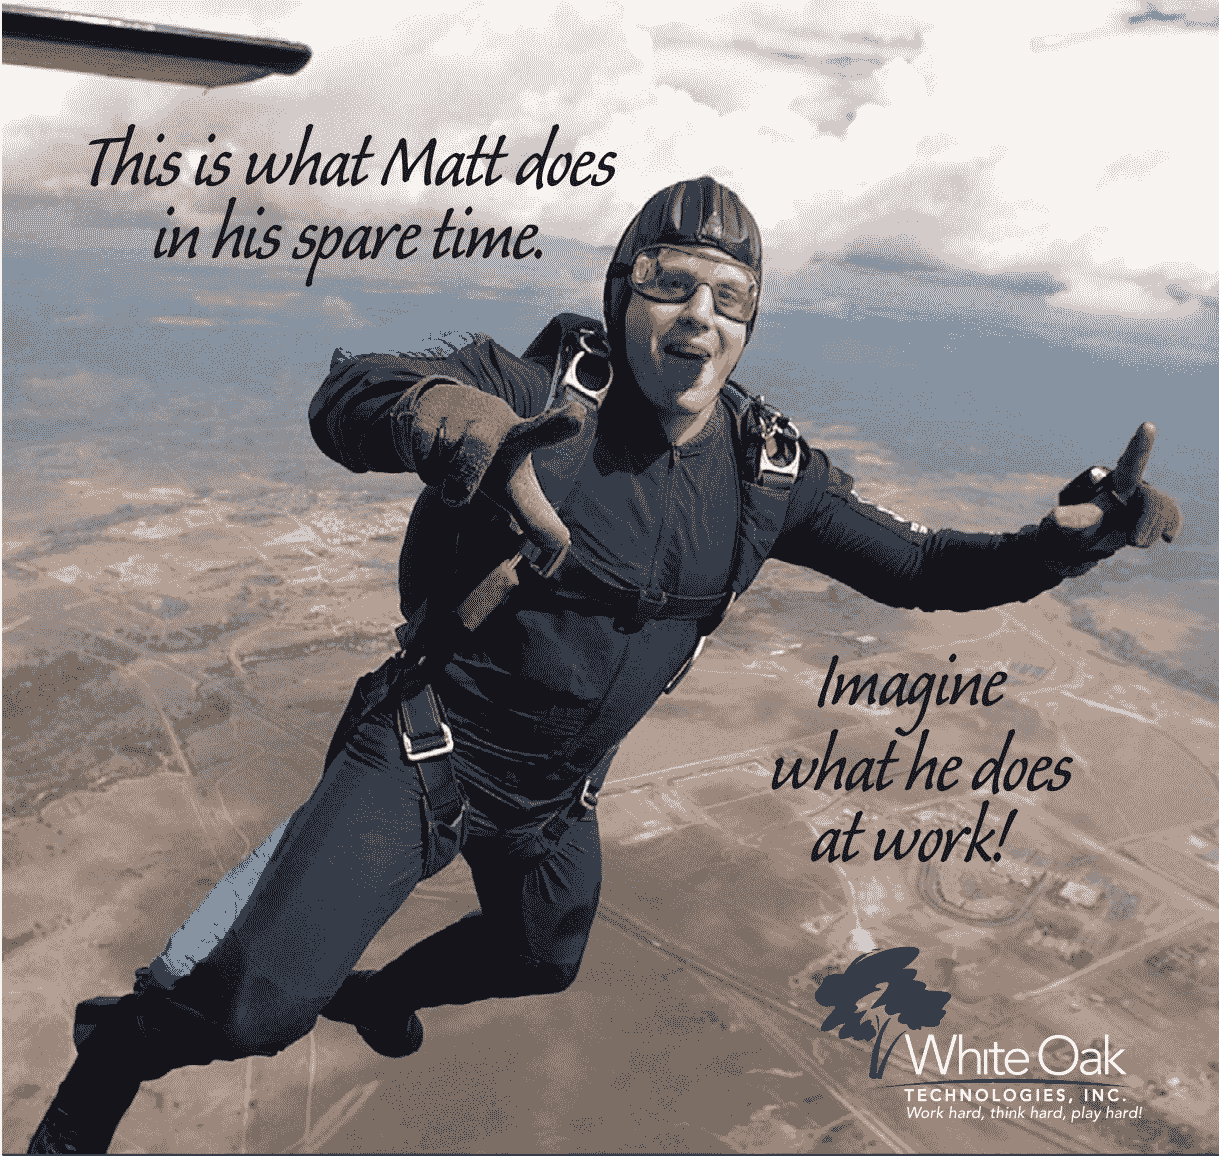 This is what Matt does
in his spare time.
Imagine
what he does
at work!
White Oak
TECHNOLOGIES, INC.
Work hard, think hard, play hard!